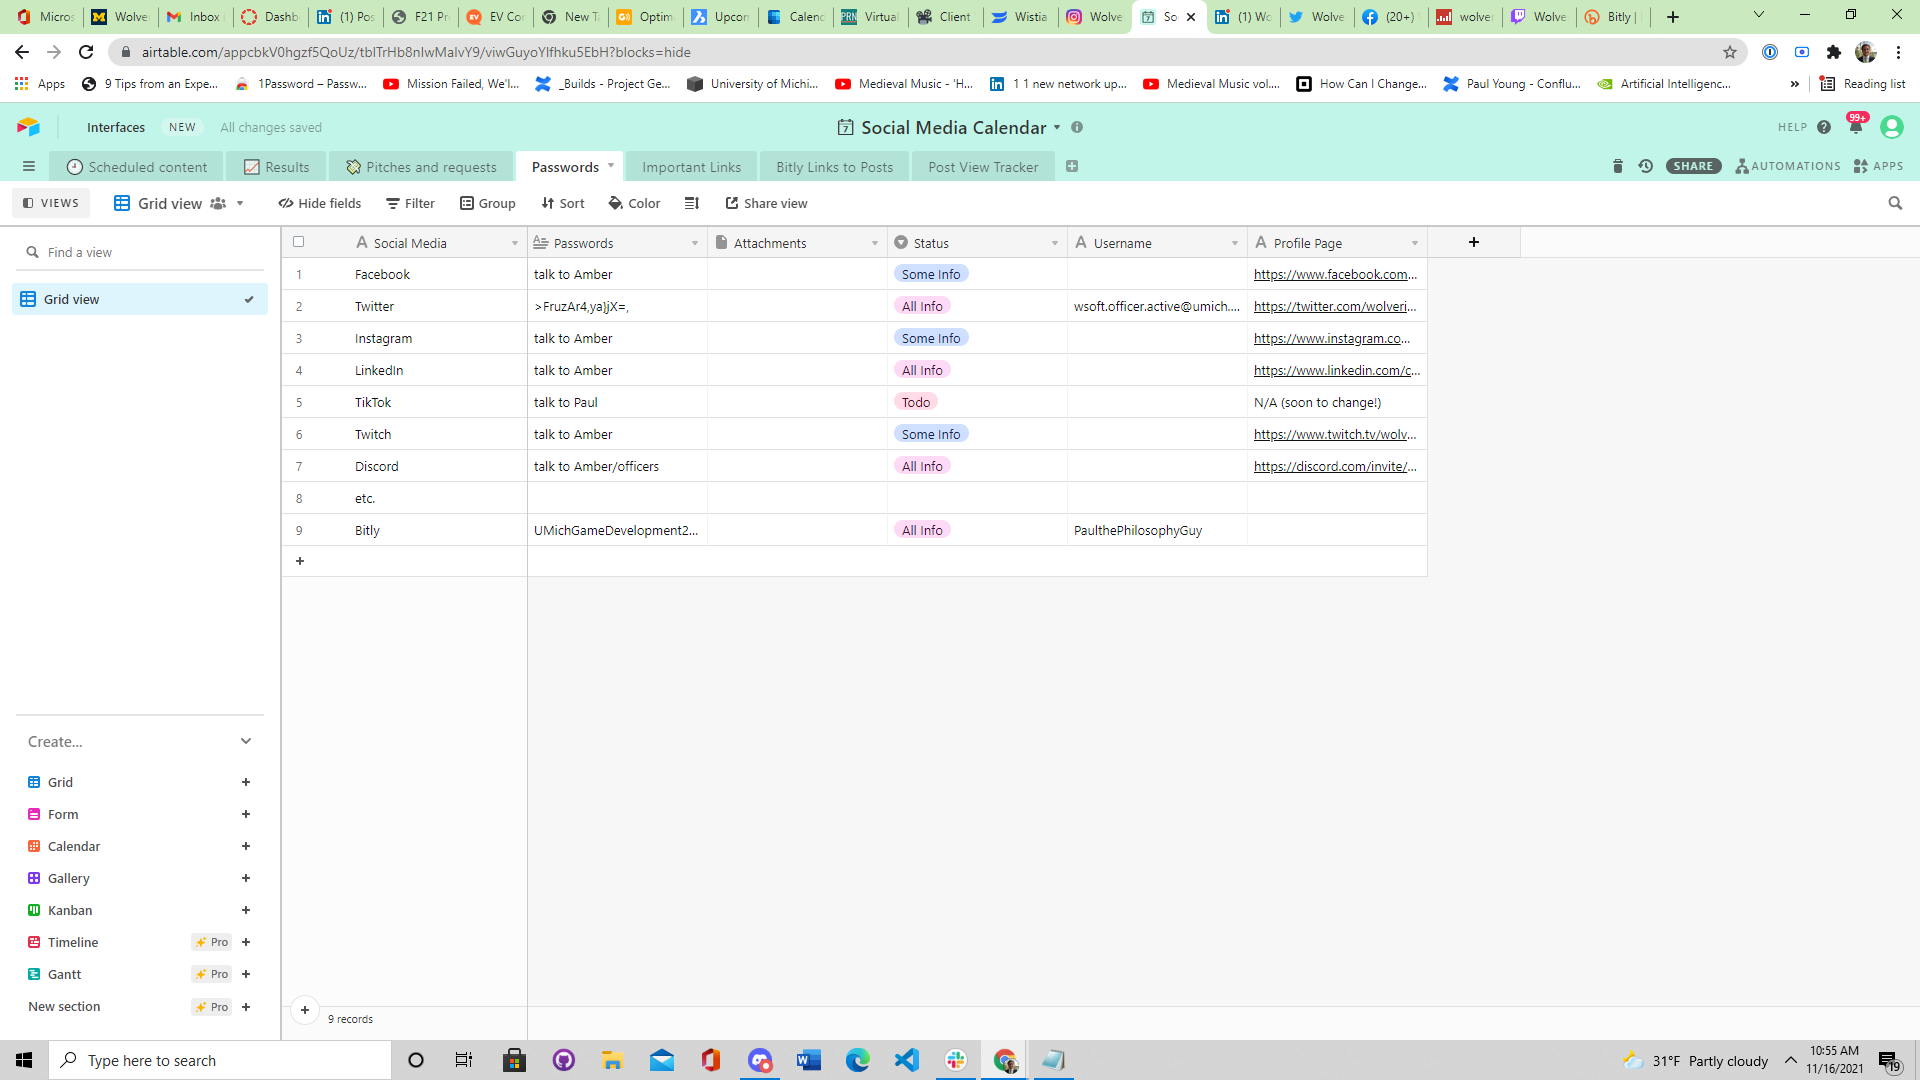 Micros Wolver Inbox Dashb (1) Pos F21 Pr EV Cor New T Optim Upcon Calend Virtual Client Wistia Wolve So (1) Wo Wolve (20+) wolve Wolve Bitly |
airtable.com/appcbkV0hgzf5QoUz/tblTrHb8nIwMalvY9/viwGuyoYIfhku5EbH?blocks=hide
Apps 9 Tips from an Expe... 1Password – Passw... Mission Failed, We'l... _Builds - Project Ge... University of Michi... Medieval Music - 'H... 1 1 new network up... Medieval Music vol.... How Can I Change... Paul Young - Conflu... Artificial Intelligenc... » Reading list
Interfaces NEW All changes saved Social Media Calendar HELP 99+
Scheduled content Results Pitches and requests Passwords Important Links Bitly Links to Posts Post View Tracker SHARE AUTOMATIONS APPS
VIEWS Grid view Hide fields Filter Group Sort Color Share view
Find a view
Grid view
Social Media Passwords Attachments Status Username Profile Page
1 Facebook talk to Amber Some Info https://www.facebook.com...
2 Twitter >FruzAr4,ya}jX=, All Info wsoft.officer.active@umich.... https://twitter.com/wolveri...
3 Instagram talk to Amber Some Info https://www.instagram.co...
4 LinkedIn talk to Amber All Info https://www.linkedin.com/c...
5 TikTok talk to Paul Todo N/A (soon to change!)
6 Twitch talk to Amber Some Info https://www.twitch.tv/wolv...
7 Discord talk to Amber/officers All Info https://discord.com/invite/...
8 etc.
9 Bitly UMichGameDevelopment2... All Info PaulthePhilosophyGuy
Create...
Grid
Form
Calendar
Gallery
Kanban
Timeline Pro
Gantt Pro
New section Pro
9 records
Type here to search
31°F Partly cloudy
10:55 AM
11/16/2021
19